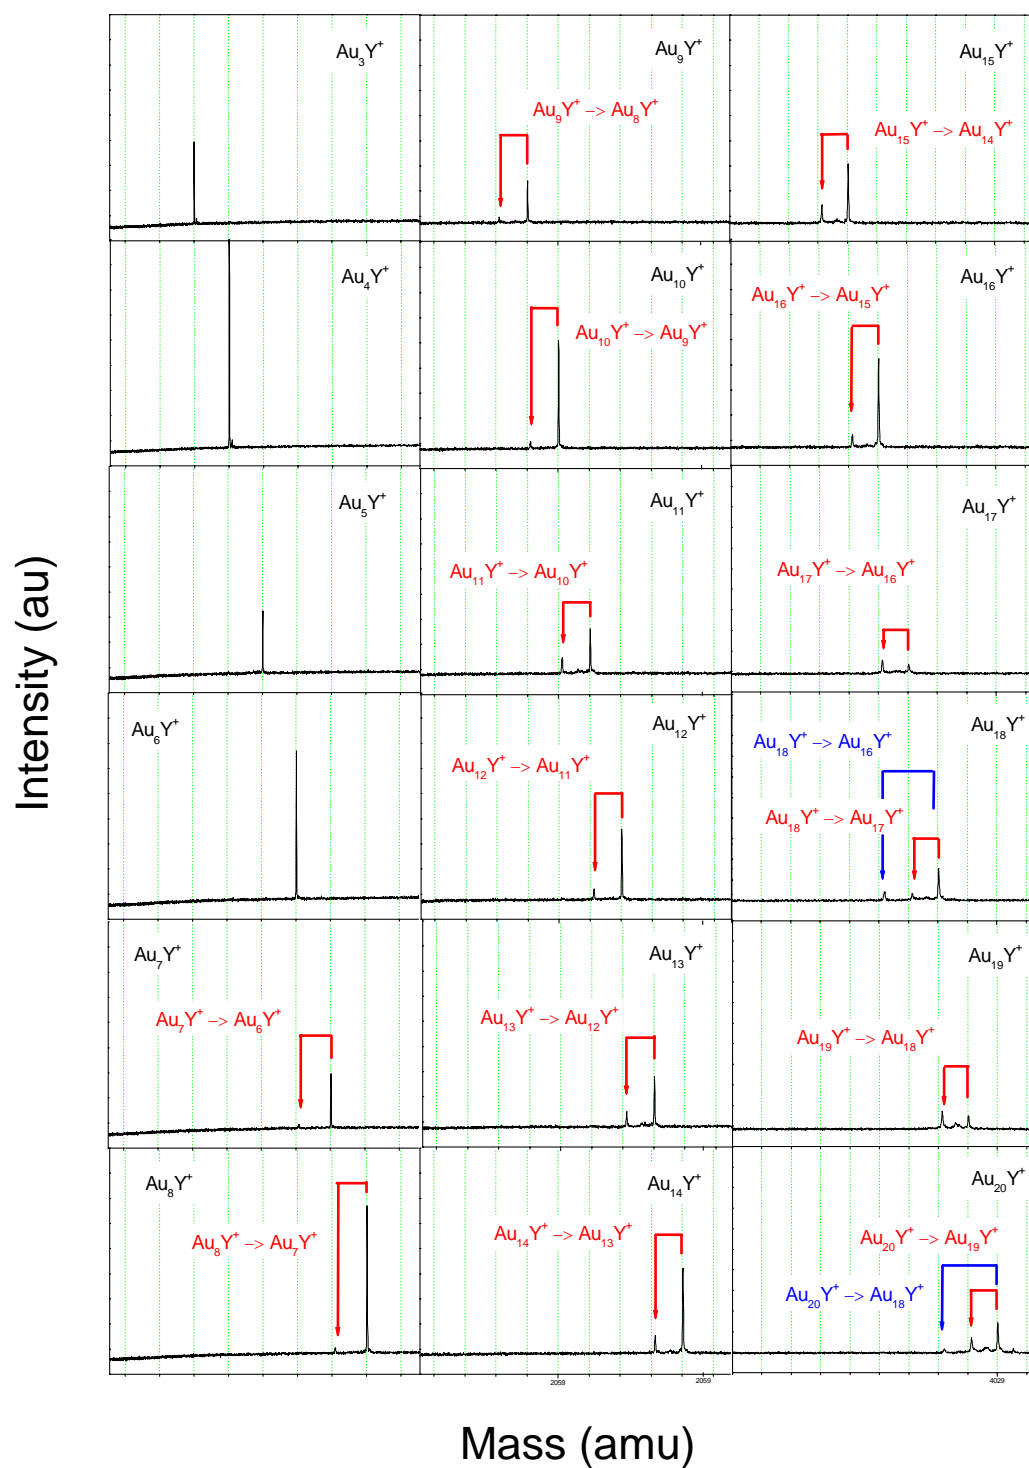 Au₃Y⁺
Au₉Y⁺
Au₉Y⁺ –> Au₈Y⁺
Au₁₅Y⁺
Au₁₅Y⁺ –> Au₁₄Y⁺
Au₄Y⁺
Au₁₀Y⁺
Au₁₀Y⁺ –> Au₉Y⁺
Au₁₆Y⁺
Au₁₆Y⁺ –> Au₁₅Y⁺
Au₅Y⁺
Au₁₁Y⁺
Au₁₁Y⁺ –> Au₁₀Y⁺
Au₁₇Y⁺
Au₁₇Y⁺ –> Au₁₆Y⁺
Au₆Y⁺
Au₁₂Y⁺
Au₁₂Y⁺ –> Au₁₁Y⁺
Au₁₈Y⁺
Au₁₈Y⁺ –> Au₁₆Y⁺
Au₁₈Y⁺ –> Au₁₇Y⁺
Au₇Y⁺
Au₇Y⁺ –> Au₆Y⁺
Au₁₃Y⁺
Au₁₃Y⁺ –> Au₁₂Y⁺
Au₁₉Y⁺
Au₁₉Y⁺ –> Au₁₈Y⁺
Au₈Y⁺
Au₈Y⁺ –> Au₇Y⁺
Au₁₄Y⁺
Au₁₄Y⁺ –> Au₁₃Y⁺
Au₂₀Y⁺
Au₂₀Y⁺ –> Au₁₉Y⁺
Au₂₀Y⁺ –> Au₁₈Y⁺
2059
2059
4029
Intensity (au)
Mass (amu)